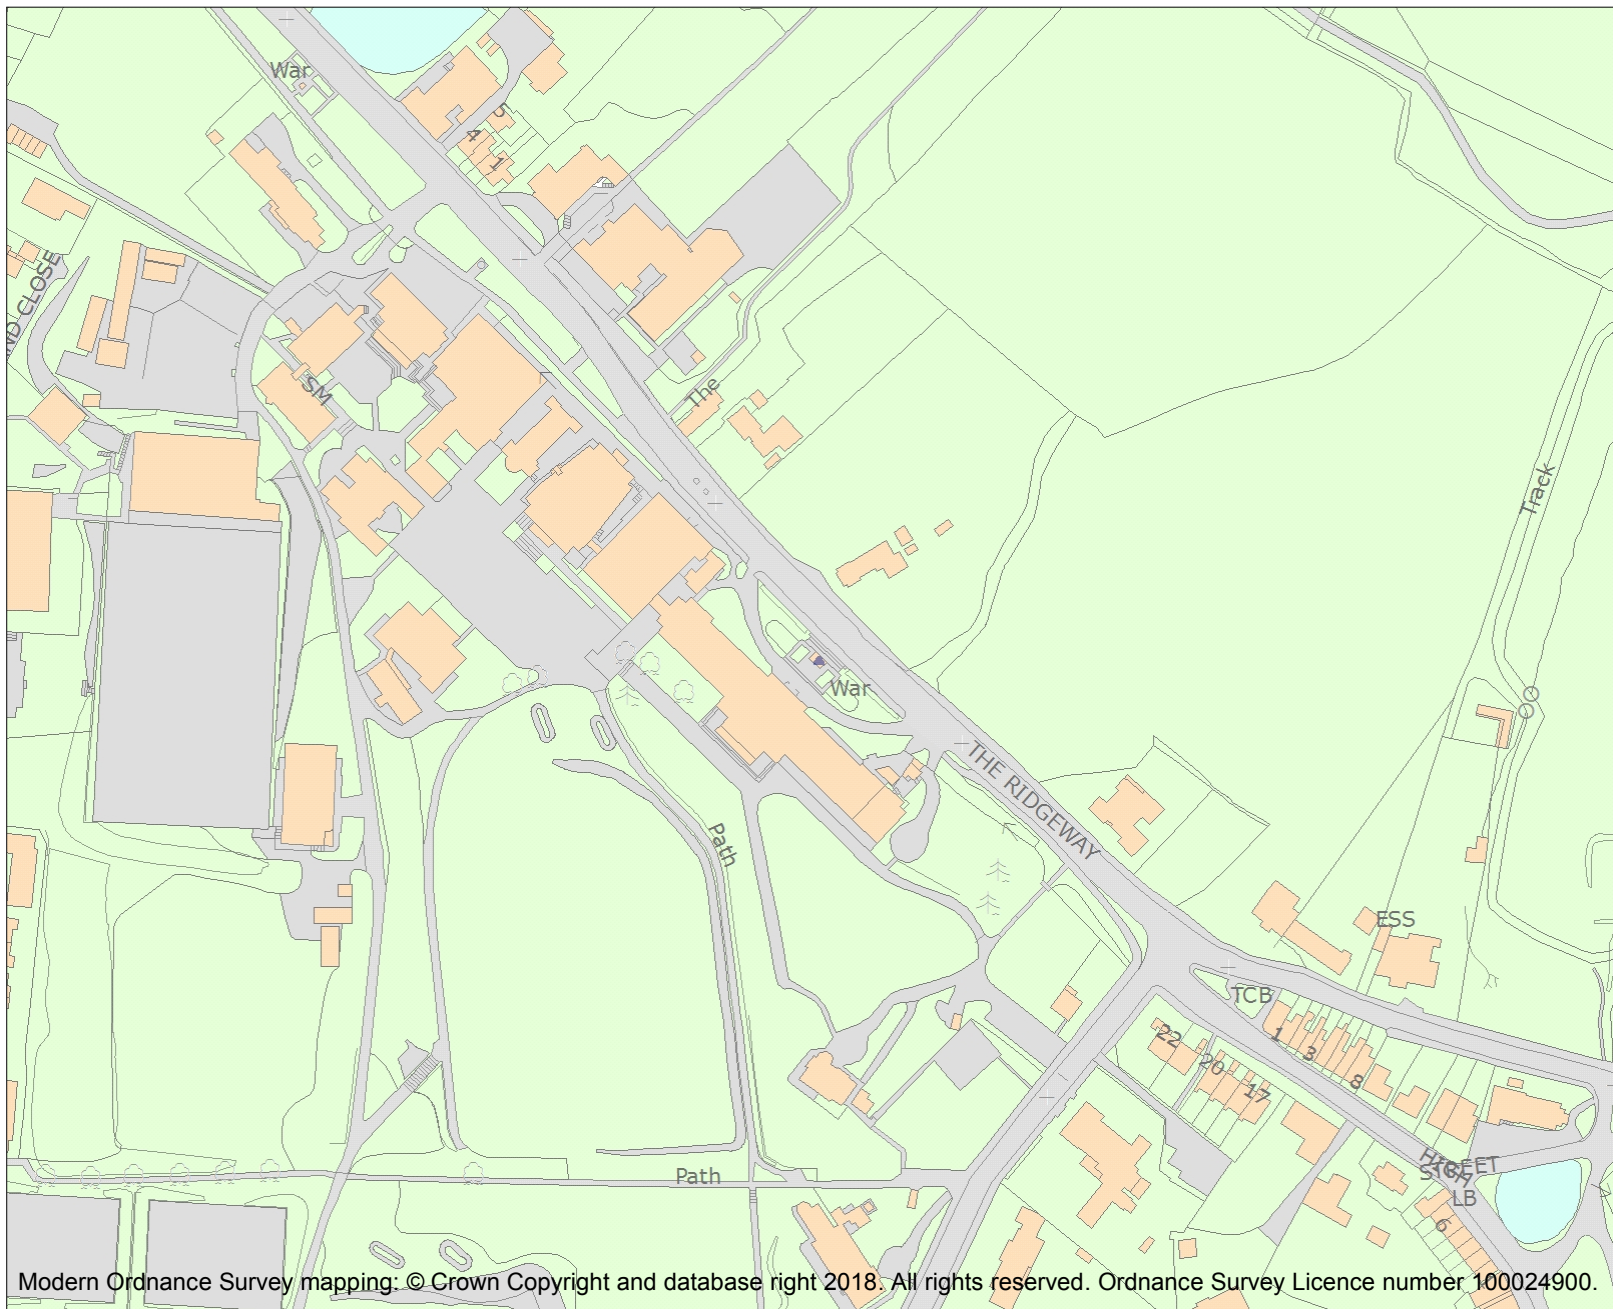 War
5
4
1
ND CLOSE
The
SM
Track
War
THE RIDGEWAY
Path
ESS
TCB
22
1
3
20
8
17
HIGH
STREET
Path
LB
6
Modern Ordnance Survey mapping: © Crown Copyright and database right 2018. All rights reserved. Ordnance Survey Licence number 100024900.